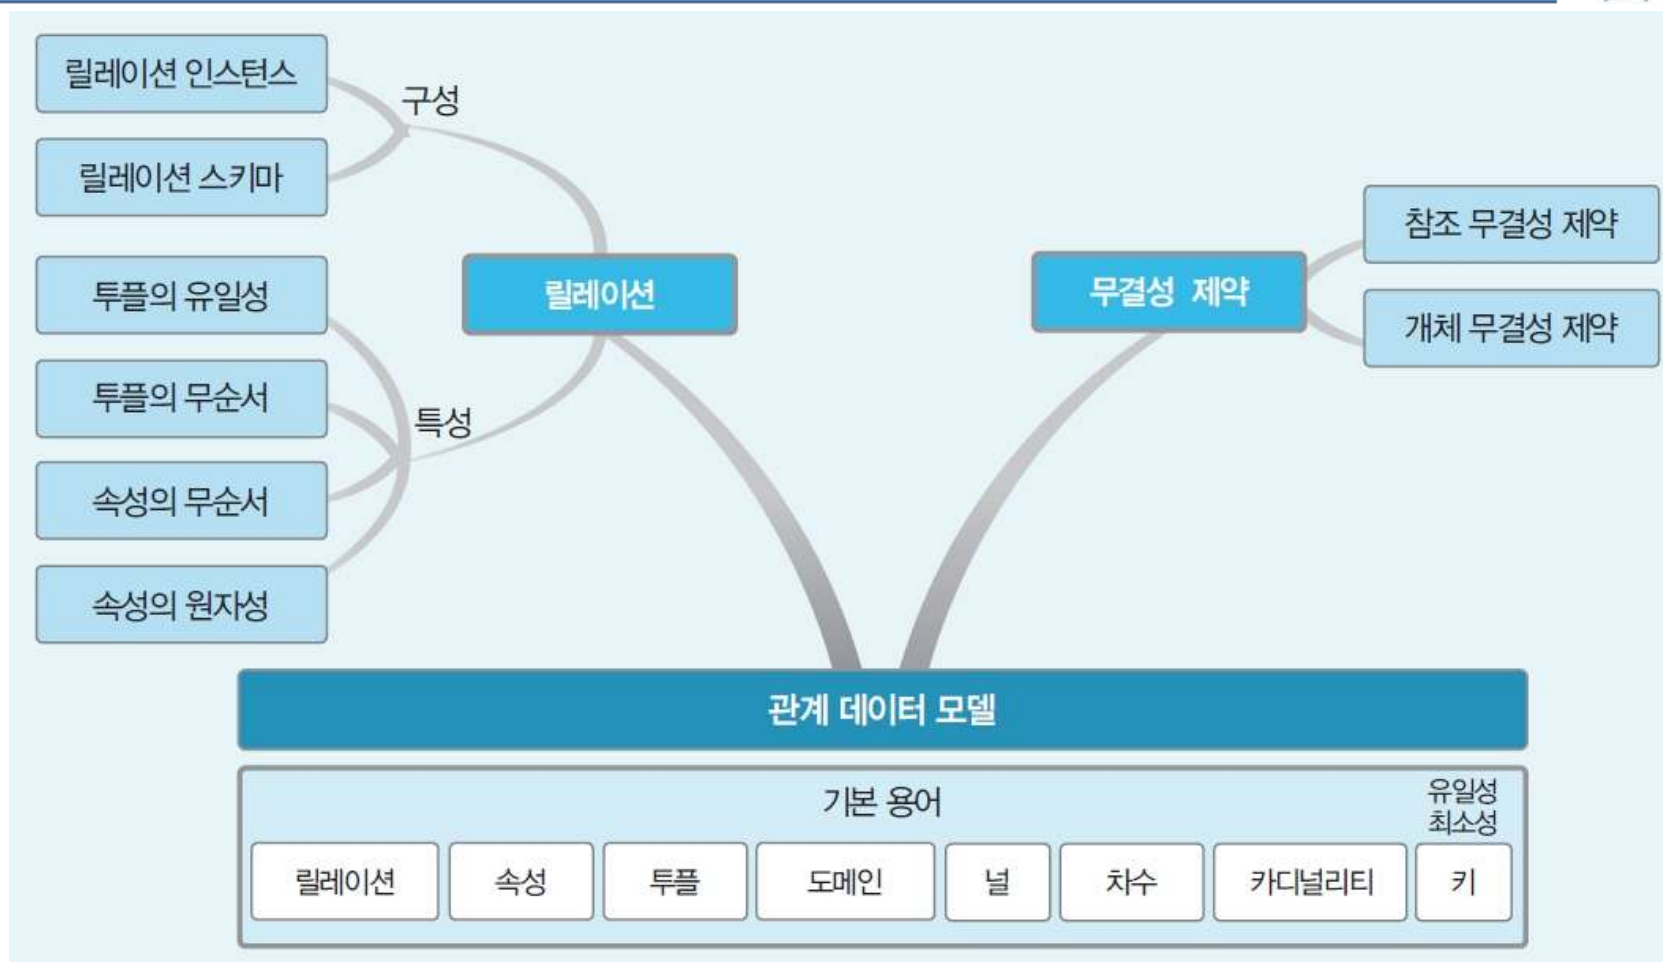 릴레이션 인스턴스
구성
릴레이션 스키마
투플의 유일성
투플의 무순서
특성
속성의 무순서
속성의 원자성
릴레이션
무결성 제약
참조 무결성 제약
개체 무결성 제약
관계 데이터 모델
기본 용어
유일성
최소성
릴레이션
속성
투플
도메인
널
차수
카디널리티
키